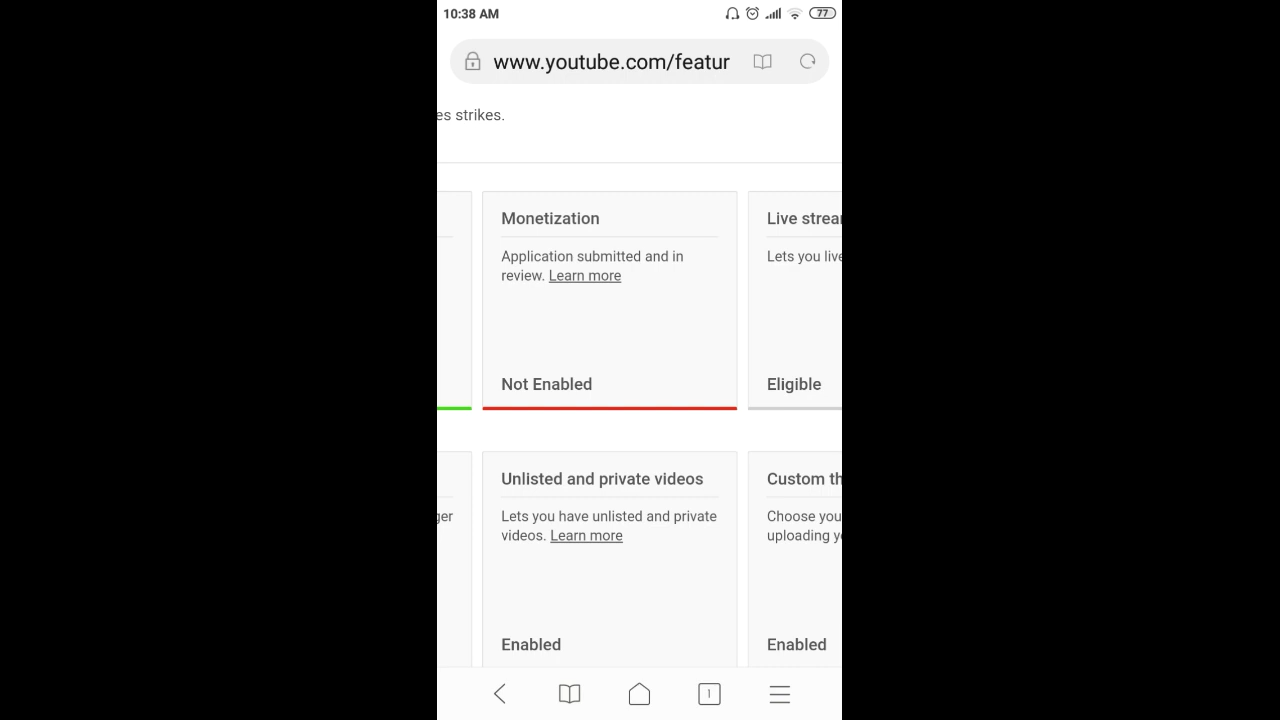 10:38 AM
77
www.youtube.com/featur
es strikes.
Monetization
Application submitted and in
review. Learn more
Not Enabled
Live strea
Lets you live
Eligible
ger
Unlisted and private videos
Lets you have unlisted and private
videos. Learn more
Enabled
Custom th
Choose you
uploading y
Enabled
1